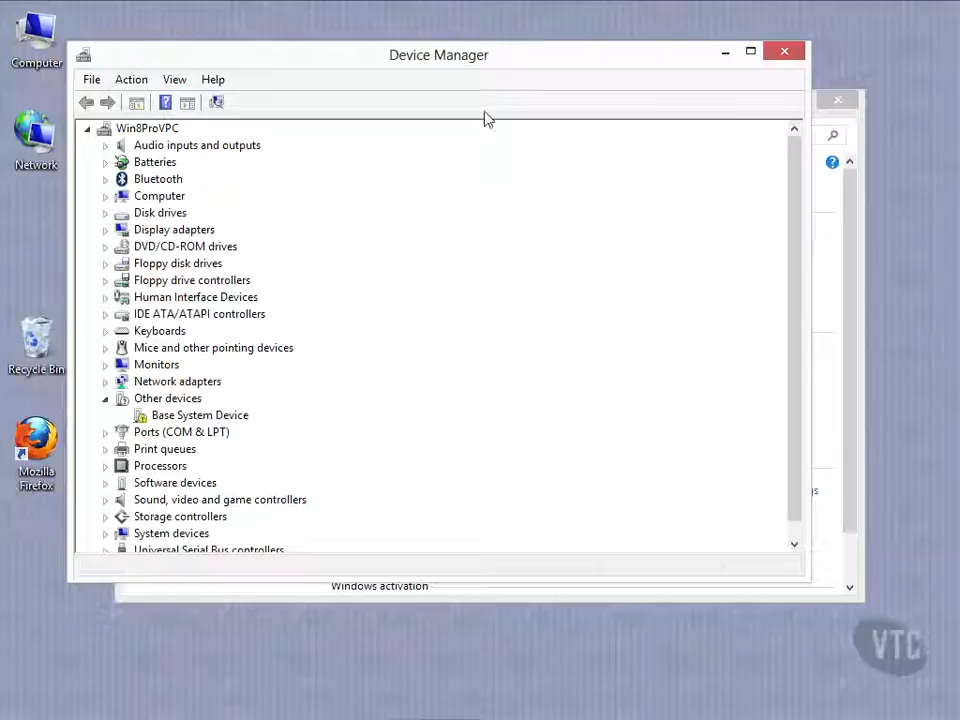 Computer
Network
Recycle Bin
Mozilla
Firefox
Device Manager
File Action View Help
Win8ProVPC
Audio inputs and outputs
Batteries
Bluetooth
Computer
Disk drives
Display adapters
DVD/CD-ROM drives
Floppy disk drives
Floppy drive controllers
Human Interface Devices
IDE ATA/ATAPI controllers
Keyboards
Mice and other pointing devices
Monitors
Network adapters
Other devices
Base System Device
Ports (COM & LPT)
Print queues
Processors
Software devices
Sound, video and game controllers
Storage controllers
System devices
Universal Serial Bus controllers
gs
Windows activation
VTC